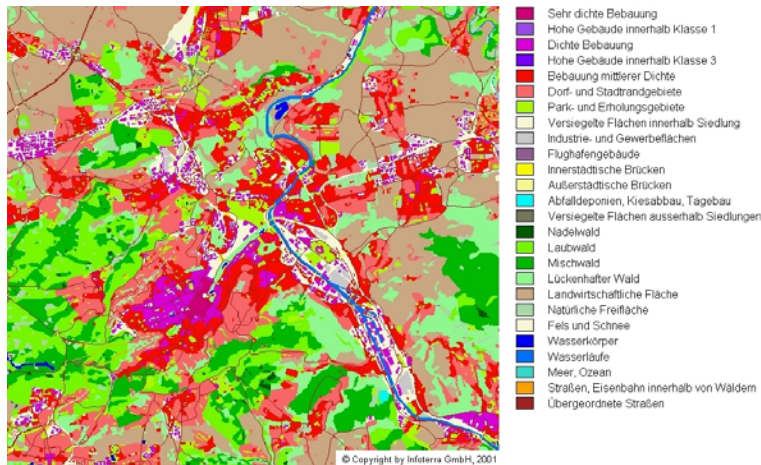 Sehr dichte Bebauung
Hohe Gebäude innerhalb Klasse 1
Dichte Bebauung
Hohe Gebäude innerhalb Klasse 3
Bebauung mittlerer Dichte
Dorf- und Stadtrandgebiete
Park- und Erholungsgebiete
Versiegelte Flächen innerhalb Siedlung
Industrie- und Gewerbeflächen
Flughafengebäude
Innerstädtische Brücken
Außerstädtische Brücken
Abfalldeponien, Kiesabbau, Tagebau
Versiegelte Flächen ausserhalb Siedlungen
Nadelwald
Laubwald
Mischwald
Lückenhafter Wald
Landwirtschaftliche Fläche
Natürliche Freifläche
Fels und Schnee
Wasserkörper
Wasserläufe
Meer, Ozean
Straßen, Eisenbahn innerhalb von Wäldern
Übergeordnete Straßen
© Copyright by Infoterra GmbH, 2001